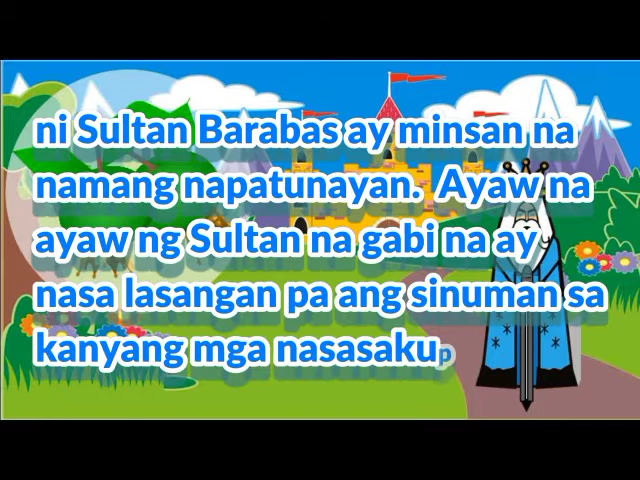 ni Sultan Barabas ay minsan na
namang napatunayan. Ayaw na
ayaw ng Sultan na gabi na ay
nasa lasangan pa ang sinuman sa
kanyang mga nasasakup